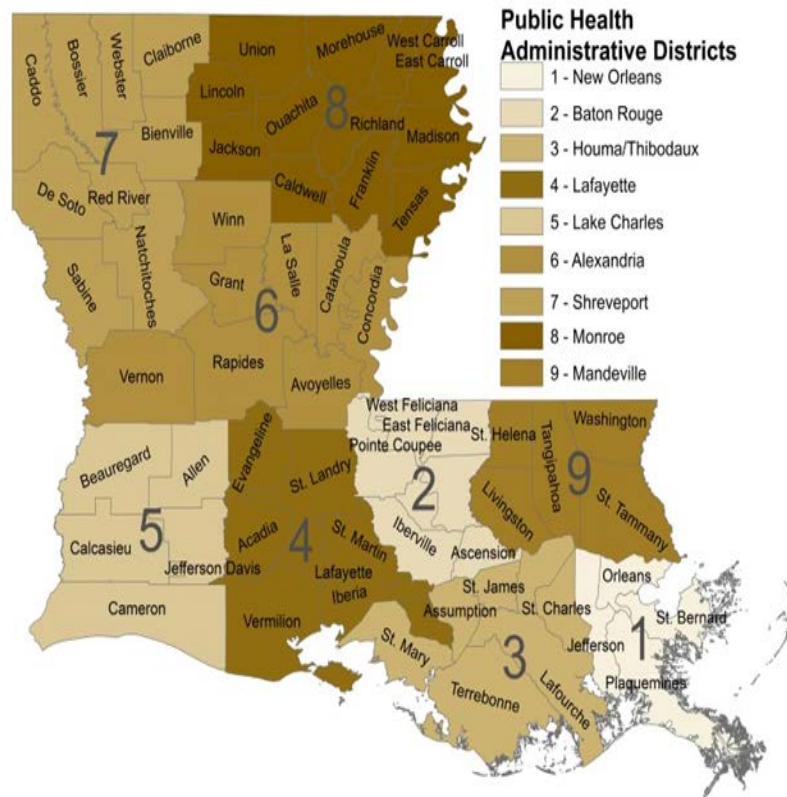 Public Health
Administrative Districts
1 - New Orleans
2 - Baton Rouge
3 - Houma/Thibodaux
4 - Lafayette
5 - Lake Charles
6 - Alexandria
7 - Shreveport
8 - Monroe
9 - Mandeville
Caddo
Bossier
Webster
Claiborne
Bienville
7
De Soto
Red River
Natchitoches
Sabine
Union
Morehouse
West Carroll
East Carroll
Lincoln
Ouachita
8
Richland
Madison
Jackson
Caldwell
Franklin
Tensas
Winn
Grant
La Salle
Catahoula
Concordia
6
Vernon
Rapides
Avoyelles
Beauregard
Allen
5
Calcasieu
Jefferson Davis
Cameron
Evangeline
St. Landry
Acadia
4
St. Martin
Lafayette
Iberia
Vermilion
West Feliciana
East Feliciana
Pointe Coupee
2
Iberville
Ascension
St. Helena
Tangipahoa
Washington
9
Livingston
St. Tammany
St. James
Assumption
St. Charles
St. Mary
3
Terrebonne
Lafourche
Orleans
St. Bernard
Jefferson
1
Plaquemines